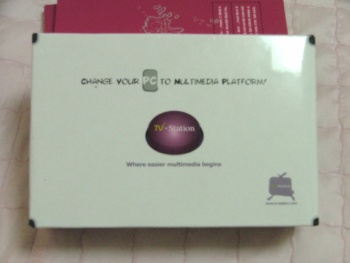 CHANGE YOUR PC TO MULTIMEDIA PLATFORM!
TV-Station
Where easier multimedia begins